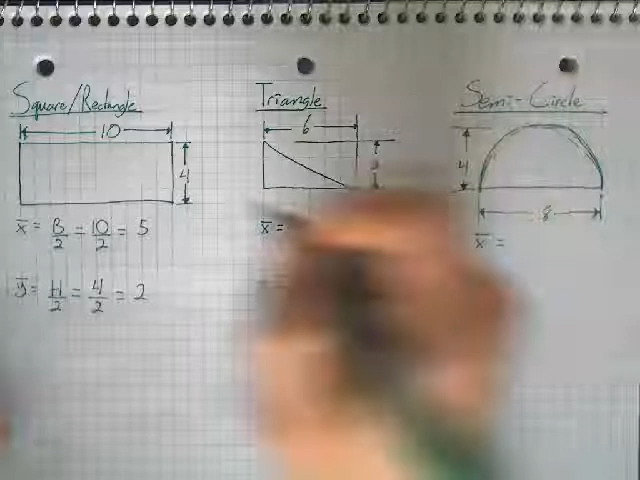 Square/Rectangle
10
4
x̄ = B/2 = 10/2 = 5
ȳ = H/2 = 4/2 = 2
Triangle
6
x̄ =
Semi-Circle
4
8
x̄ =